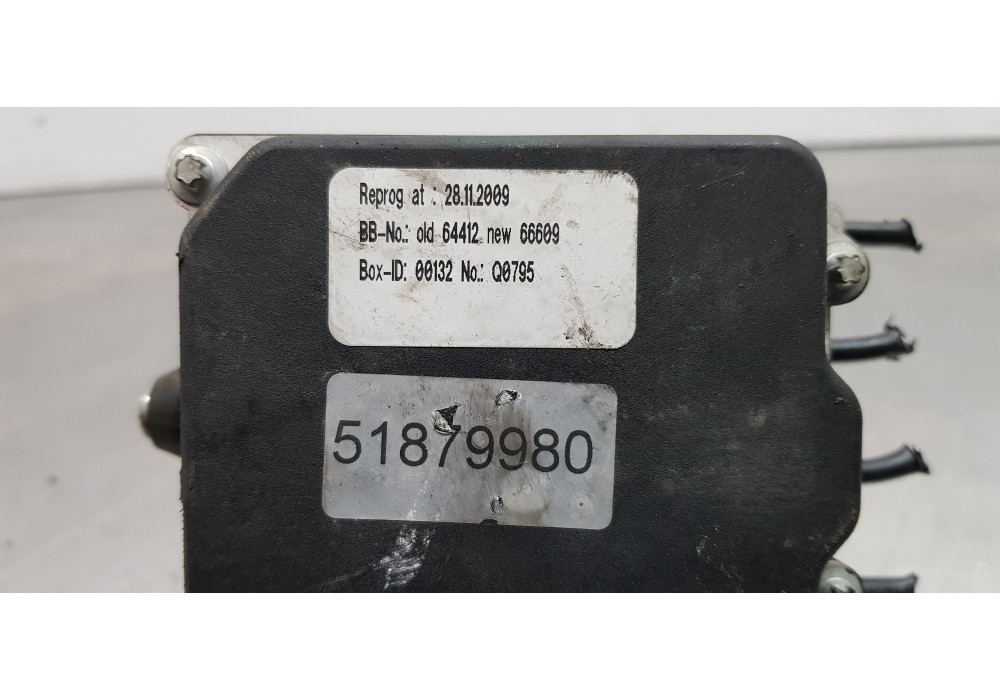 Reprog at : 28.11.2009
BB-No.: old 64412 new 66609
Box-ID: 00132 No.: Q0795
51879980